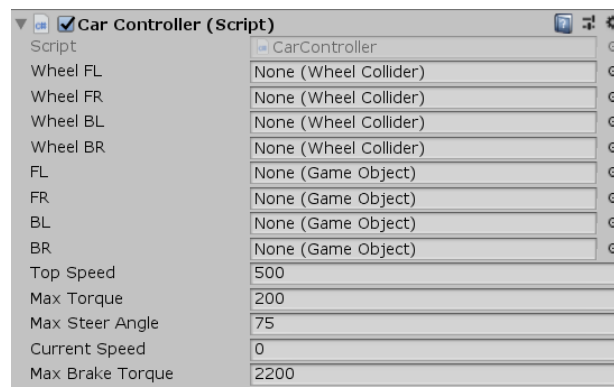 Car Controller (Script)
Script CarController
Wheel FL None (Wheel Collider)
Wheel FR None (Wheel Collider)
Wheel BL None (Wheel Collider)
Wheel BR None (Wheel Collider)
FL None (Game Object)
FR None (Game Object)
BL None (Game Object)
BR None (Game Object)
Top Speed 500
Max Torque 200
Max Steer Angle 75
Current Speed 0
Max Brake Torque 2200